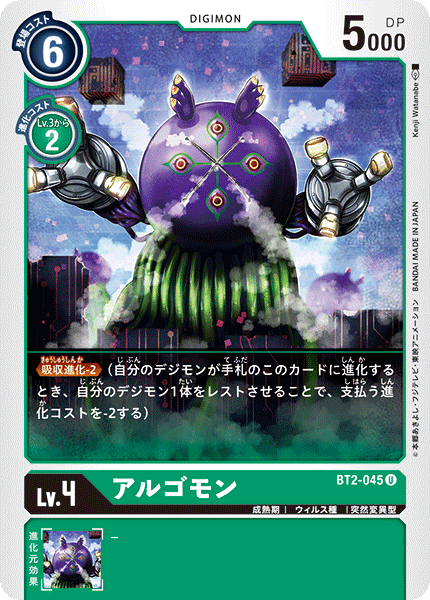 登場コスト
6
DIGIMON
DP
5000
進化コスト
Lv.3から
2
Kenji Watanabe
©本郷あきよし・フジテレビ・東映アニメーション BANDAI MADE IN JAPAN
吸収進化-2 (自分のデジモンが手札のこのカードに進化する
とき、自分のデジモン1体をレストさせることで、支払う進
化コストを-2する)
BT2-045 U
Lv.4 アルゴモン
成熟期 | ウィルス種 | 突然変異型
進化元効果
–